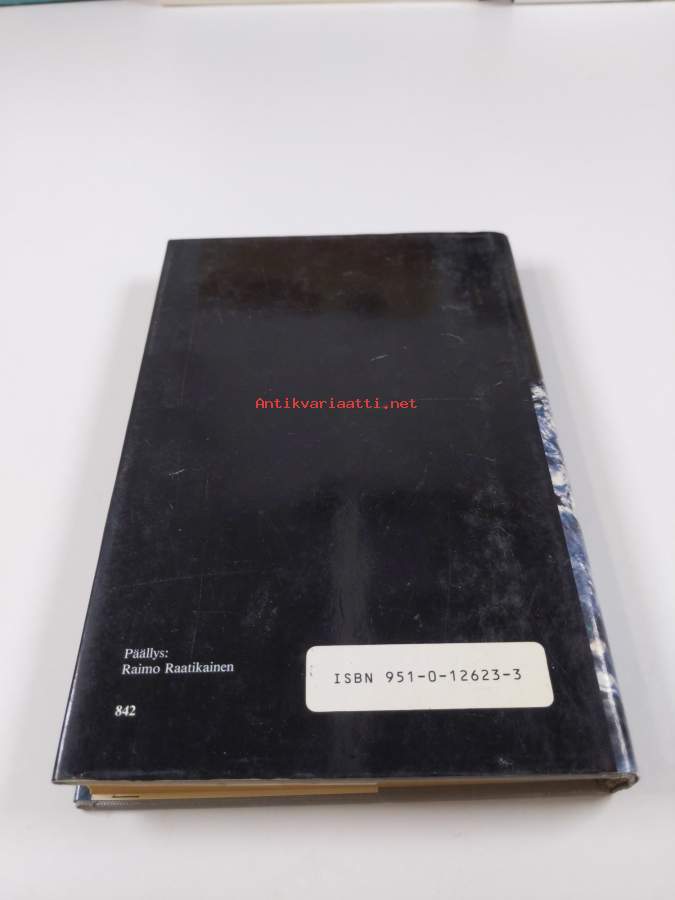 Antikvariaatti.net
Päällys:
Raimo Raatikainen
ISBN 951-0-12623-3
842